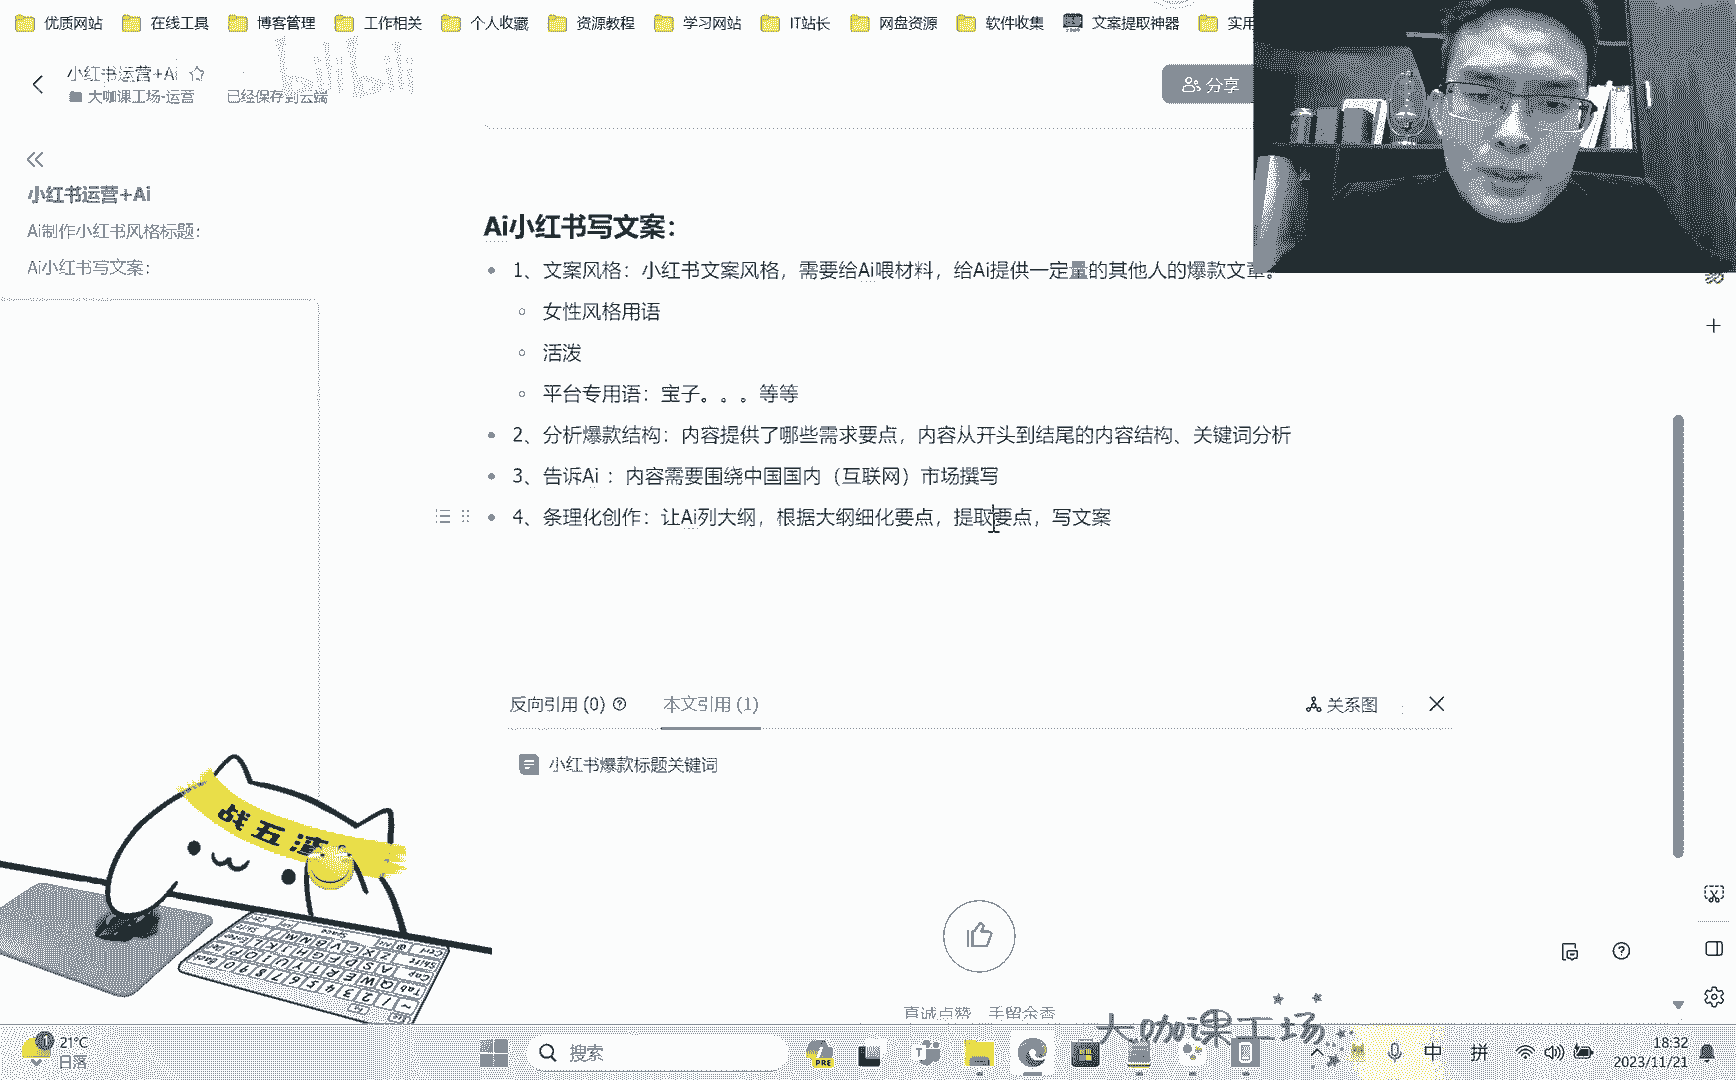 优质网站 在线工具 博客管理 工作相关 个人收藏 资源教程 学习网站 IT站长 网盘资源 软件收集 文案提取神器 实用
bilibili
小红书运营+Ai
大咖课工场-运营 已经保存到云端
分享
小红书运营+Ai
Ai制作小红书风格标题：
Ai小红书写文案：
Ai小红书写文案：
1、文案风格：小红书文案风格，需要给Ai喂材料，给Ai提供一定量的其他人的爆款文章。
女性风格用语
活泼
平台专用语：宝子。。。等等
2、分析爆款结构：内容提供了哪些需求要点，内容从开头到结尾的内容结构、关键词分析
3、告诉Ai ：内容需要围绕中国国内（互联网）市场撰写
4、条理化创作：让Ai列大纲，根据大纲细化要点，提取要点，写文案
反向引用 (0) 本文引用 (1) 关系图
小红书爆款标题关键词
战五渣
真诚点赞，手留余香
大咖课工场
21°C
日落
搜索
PRE
中 拼
18:32
2023/11/21